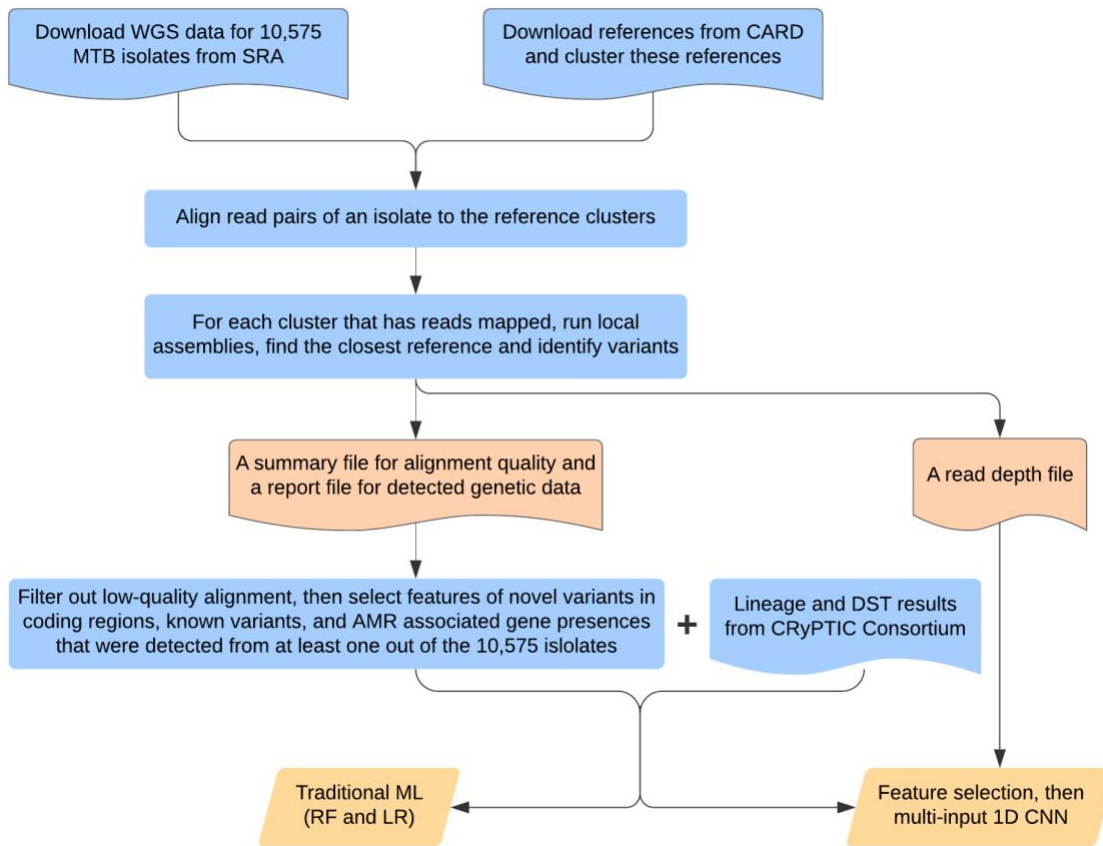 Download WGS data for 10,575
MTB isolates from SRA
Download references from CARD
and cluster these references
Align read pairs of an isolate to the reference clusters
For each cluster that has reads mapped, run local
assemblies, find the closest reference and identify variants
A summary file for alignment quality and
a report file for detected genetic data
A read depth file
Filter out low-quality alignment, then select features of novel variants in
coding regions, known variants, and AMR associated gene presences
that were detected from at least one out of the 10,575 islolates
+
Lineage and DST results
from CRyPTIC Consortium
Traditional ML
(RF and LR)
Feature selection, then
multi-input 1D CNN